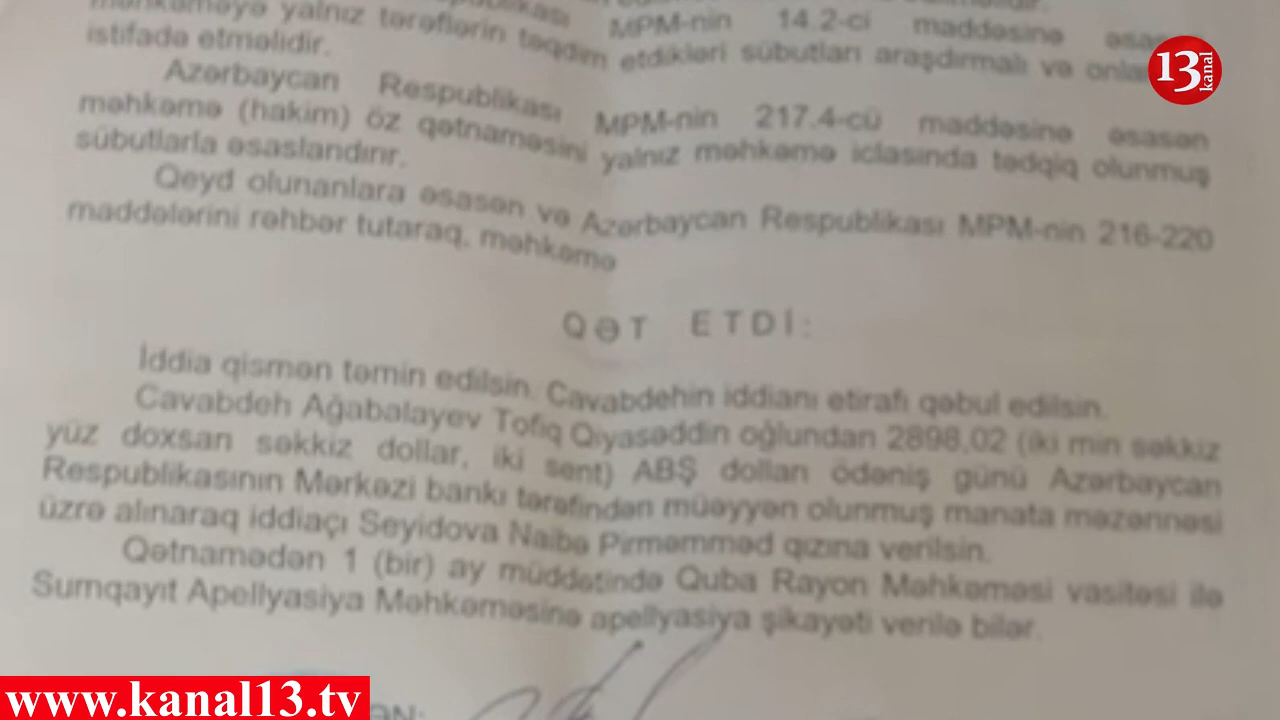 məhkəməyə yalnız tərəflərin təqdim etdikləri sübutları araşdırmalı və
MPM-nin 14.2-ci maddəsinə
istifadə etməlidir.
Azərbaycan Respublikası MPM-nin 217.4-cü maddəsinə əsasən
məhkəmə (hakim) öz qətnaməsini yalnız məhkəmə iclasında tədqiq olunmuş
sübutlarla əsaslandırır.
Qeyd olunanlara əsasən və Azərbaycan Respublikası MPM-nin 216-220
maddələrini rəhbər tutaraq, məhkəmə
QƏT ETDİ:
İddia qismən təmin edilsin. Cavabdehin iddianı etirafı qəbul edilsin.
Cavabdeh Ağabalayev Tofiq Qiyasəddin oğlundan 2898,02 (iki min səkkiz
yüz doxsan səkkiz dollar, iki sent) ABŞ dolları ödəniş günü Azərbaycan
Respublikasının Mərkəzi bankı tərəfindən müəyyən olunmuş manata məzənnəsi
üzrə alınaraq iddiaçı Seyidova Naibə Pirməmməd qızına verilsin.
Qətnamədən 1 (bir) ay müddətində Quba Rayon Məhkəməsi vasitəsi ilə
Sumqayıt Apellyasiya Məhkəməsinə apellyasiya şikayəti verilə bilər.
13 kanal
www.kanal13.tv